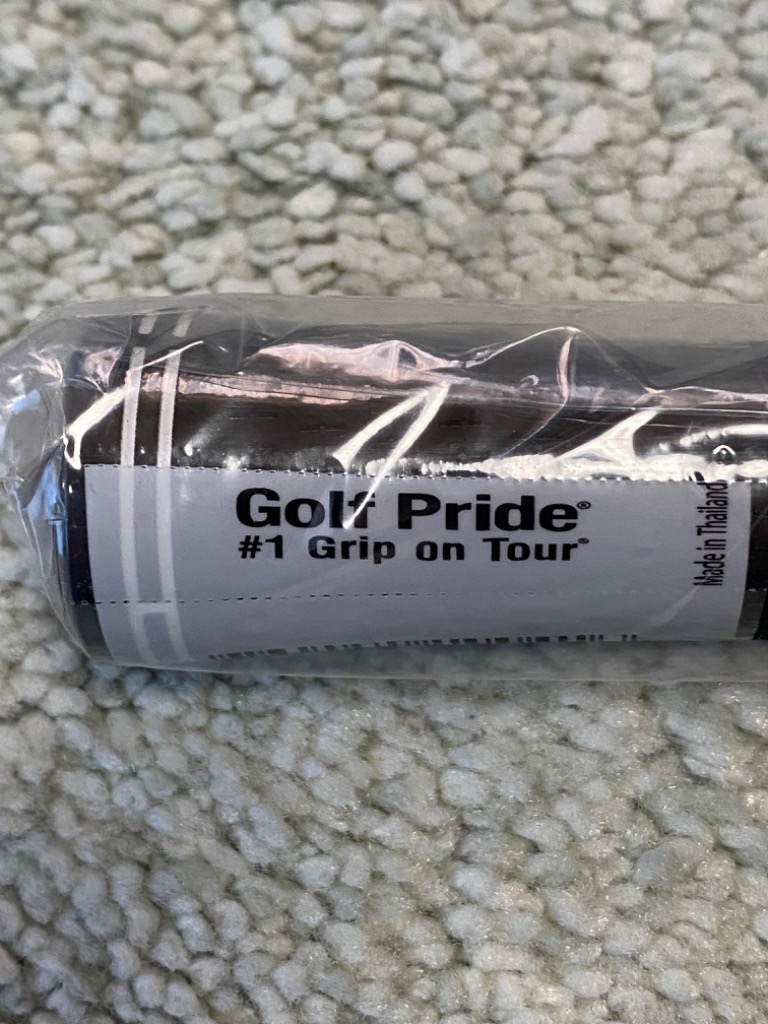 Golf Pride®
#1 Grip on Tour®
Made in Thailand